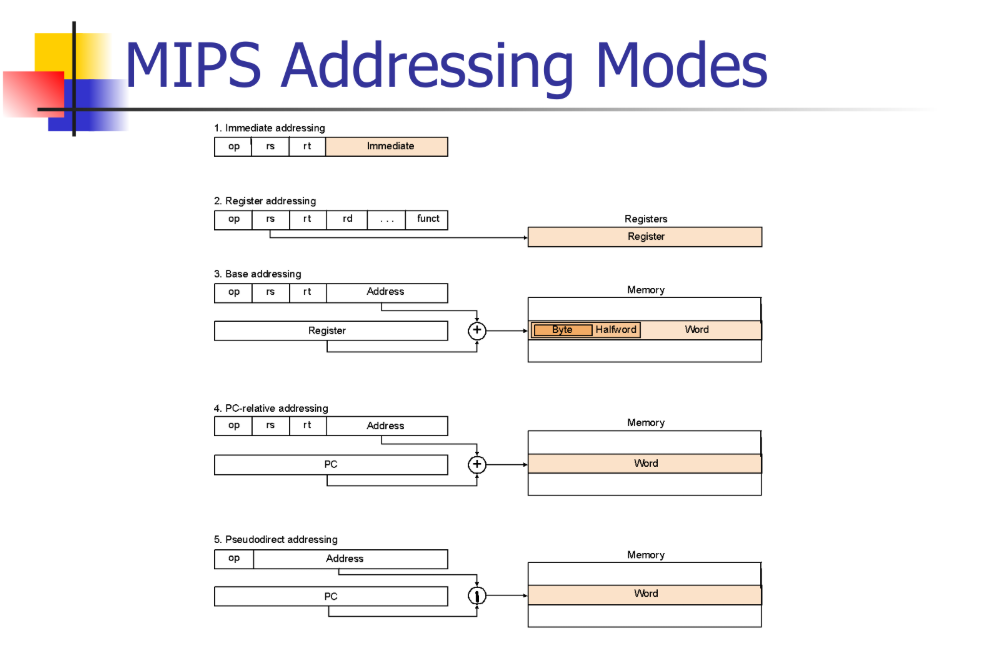 MIPS Addressing Modes
1. Immediate addressing
op rs rt Immediate
2. Register addressing
op rs rt rd . . . funct
Registers
Register
3. Base addressing
op rs rt Address
Memory
Register
+
Byte Halfword Word
4. PC-relative addressing
op rs rt Address
Memory
PC
+
Word
5. Pseudodirect addressing
op Address
Memory
PC
Word